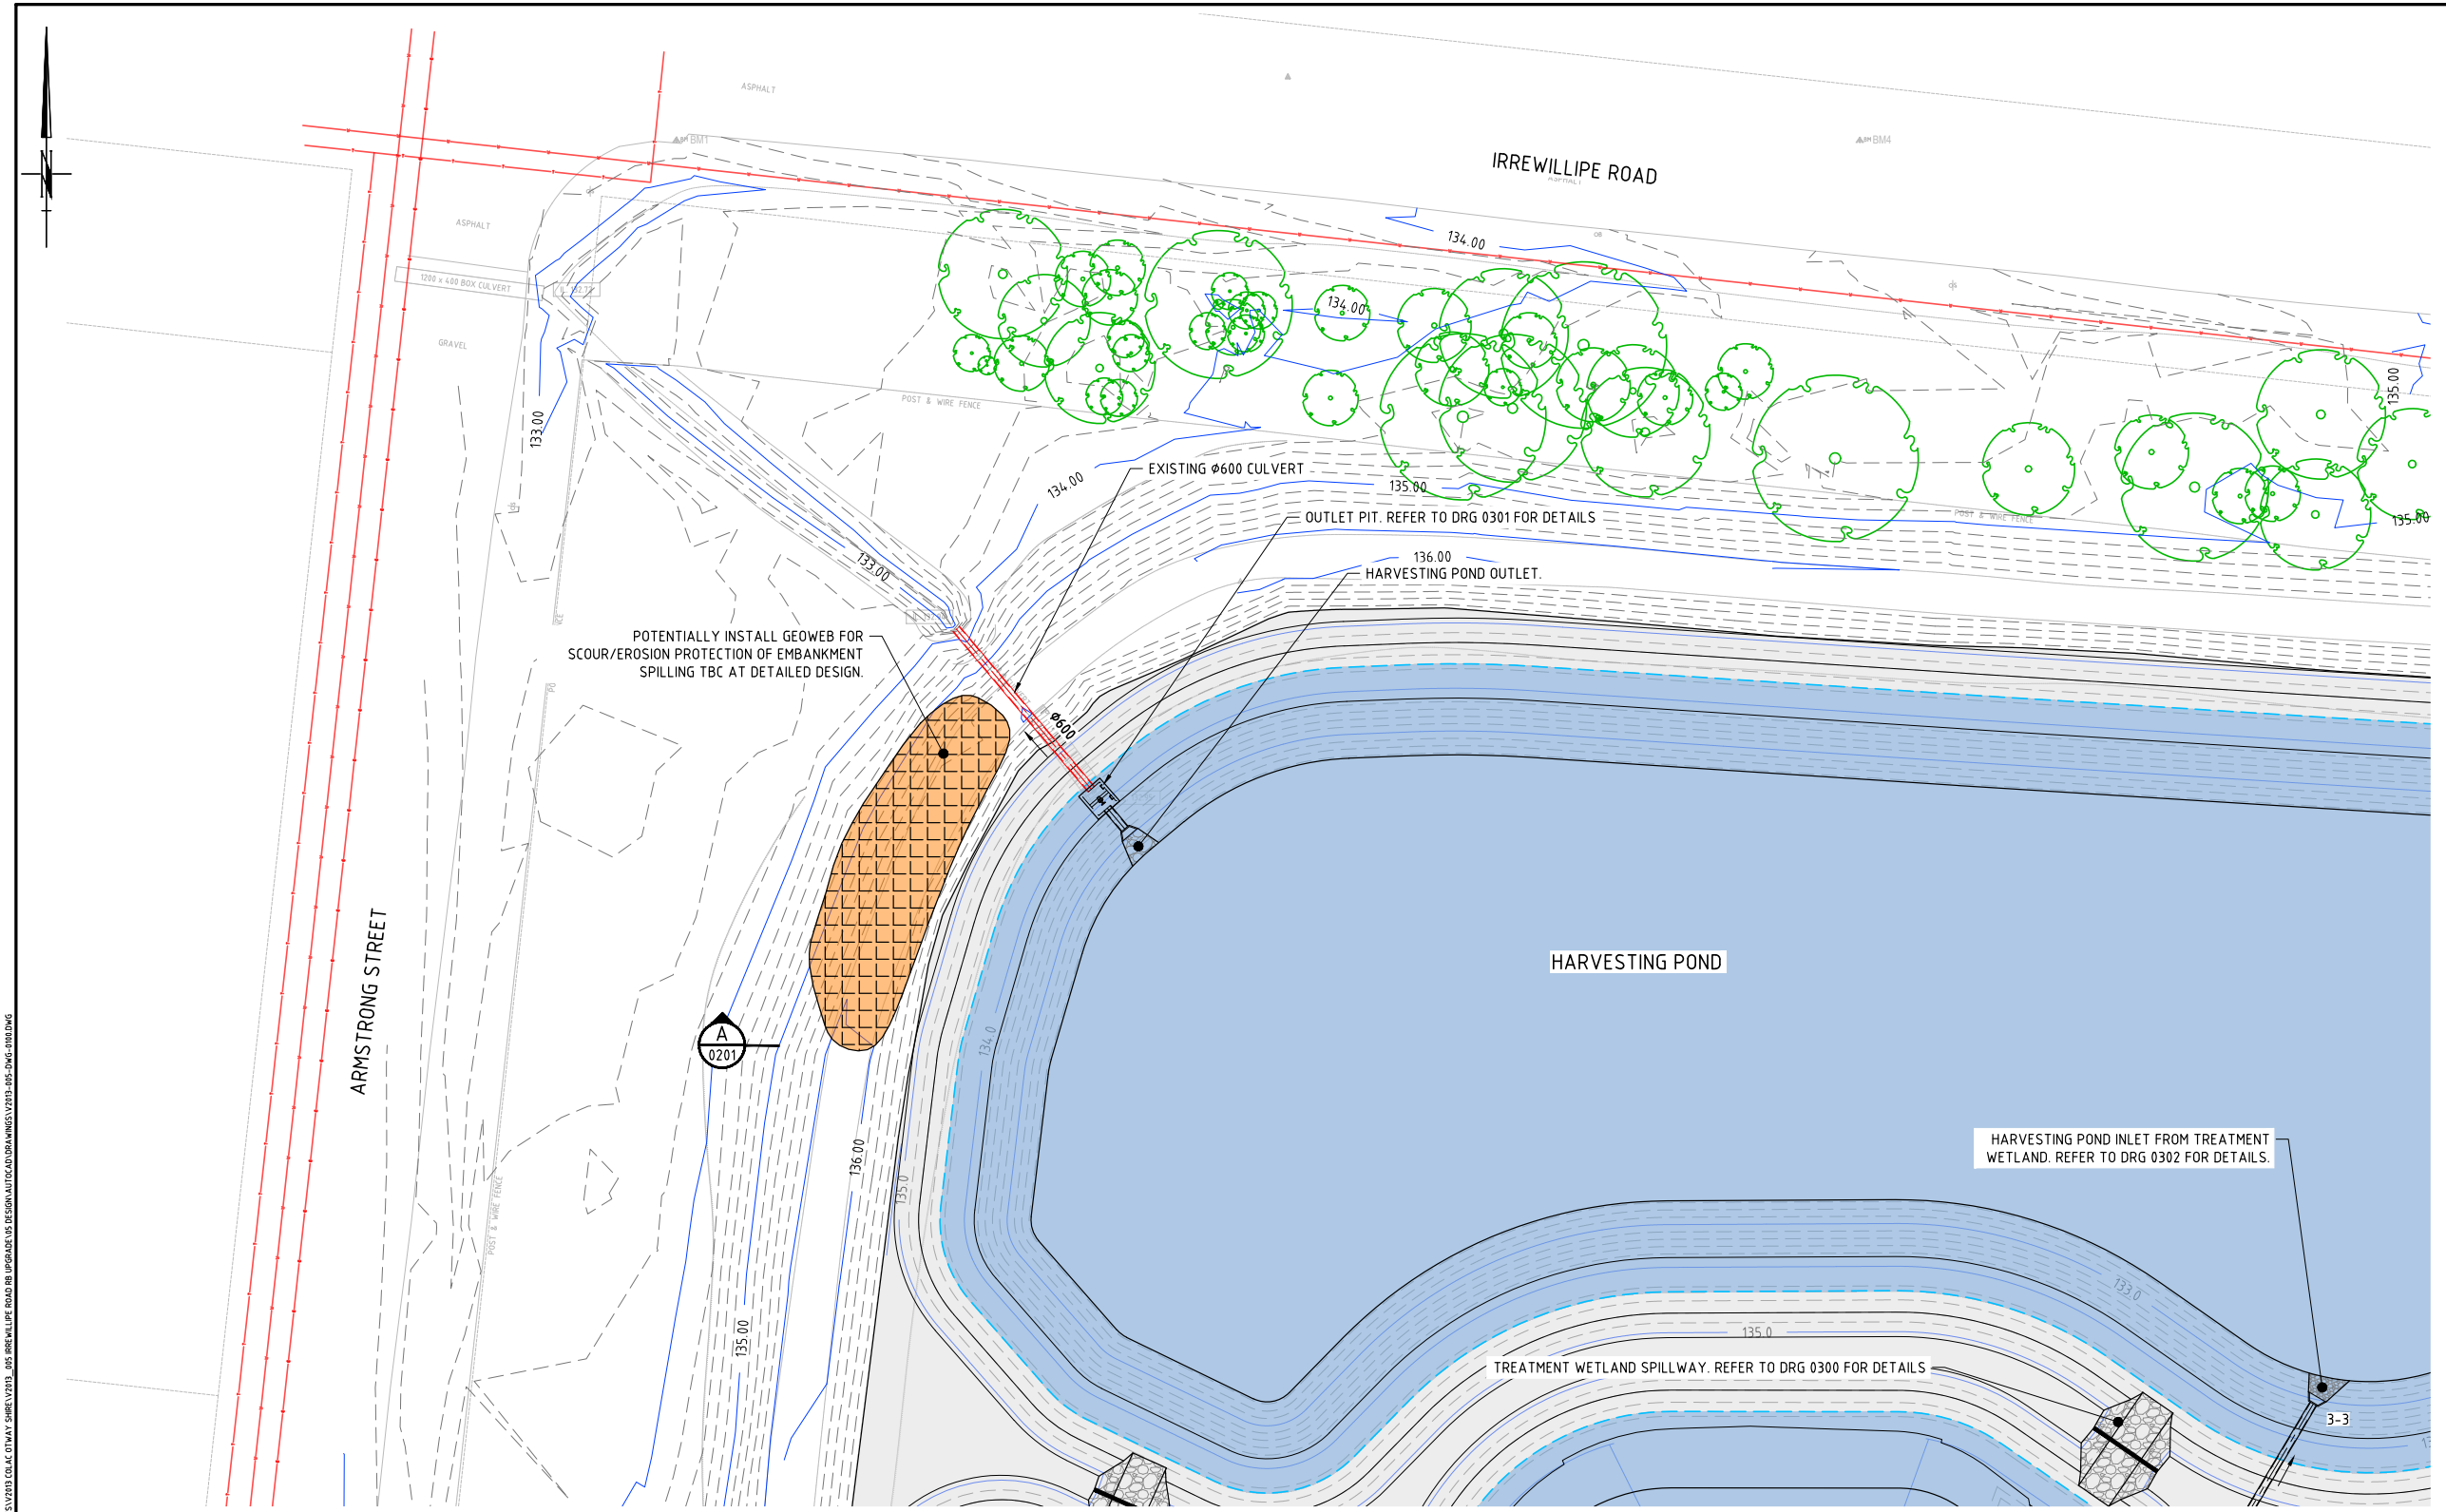 ASPHALT
BM1
BM4
IRREWILLIPE ROAD
ASPHALT
ASPHALT
134.00
1200 x 400 BOX CULVERT
134.00
GRAVEL
POST & WIRE FENCE
135.00
133.00
EXISTING Ø600 CULVERT
134.00
135.00
OUTLET PIT. REFER TO DRG 0301 FOR DETAILS
POST & WIRE FENCE
135.00
136.00
HARVESTING POND OUTLET.
133.00
POTENTIALLY INSTALL GEOWEB FOR
SCOUR/EROSION PROTECTION OF EMBANKMENT
SPILLING TBC AT DETAILED DESIGN.
Ø600
ARMSTRONG STREET
HARVESTING POND
A
0201
134.0
136.00
135.0
HARVESTING POND INLET FROM TREATMENT
WETLAND. REFER TO DRG 0302 FOR DETAILS.
POST & WIRE FENCE
133.0
135.00
135.0
TREATMENT WETLAND SPILLWAY. REFER TO DRG 0300 FOR DETAILS
3-3